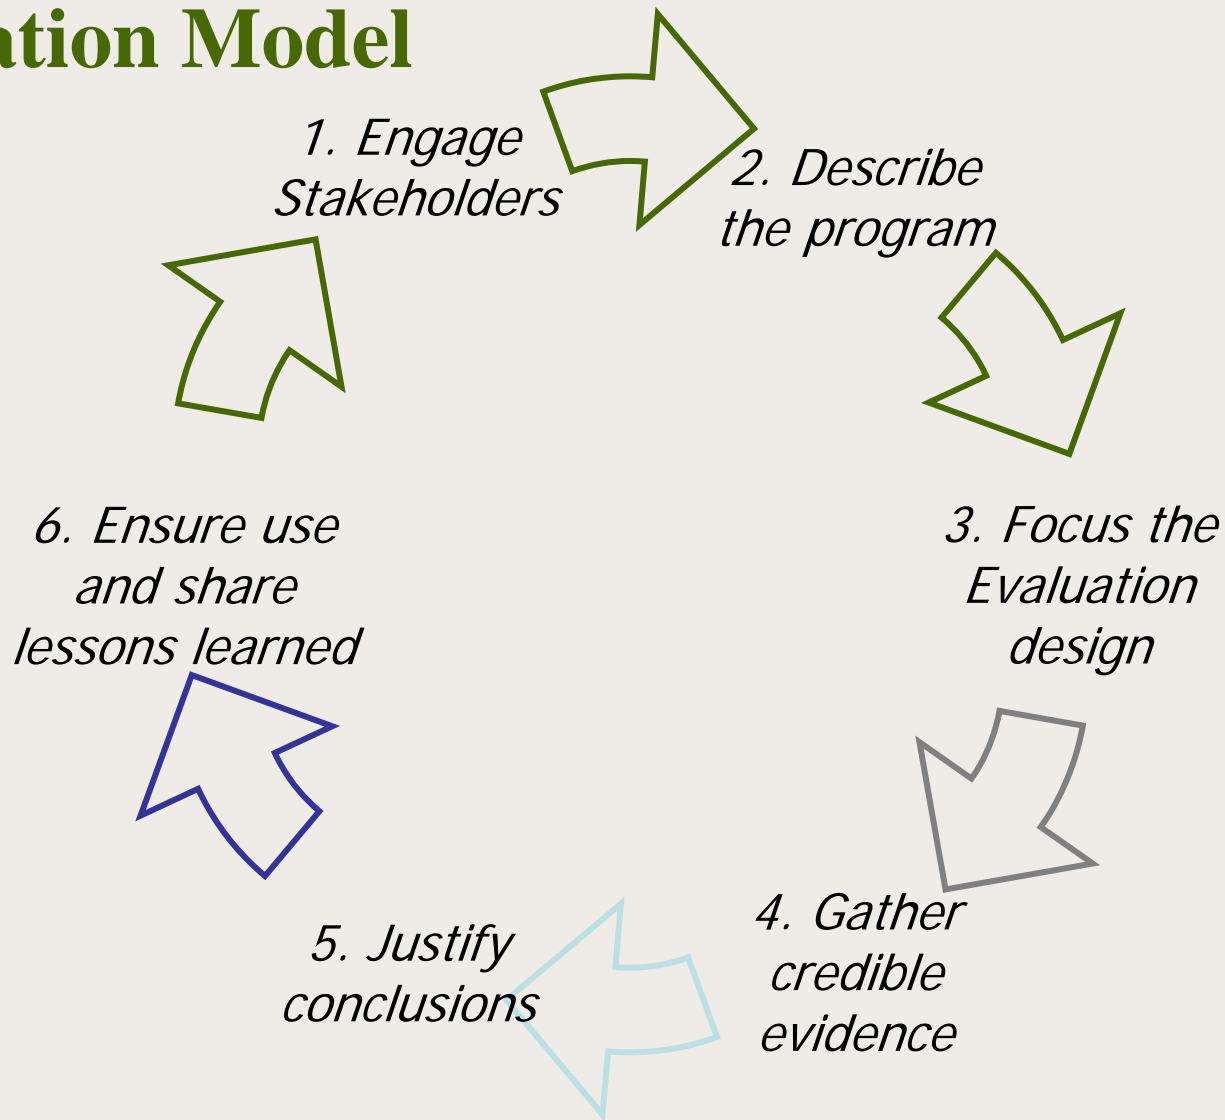 ation Model
1. Engage
Stakeholders
2. Describe
the program
3. Focus the
Evaluation
design
4. Gather
credible
evidence
5. Justify
conclusions
6. Ensure use
and share
lessons learned